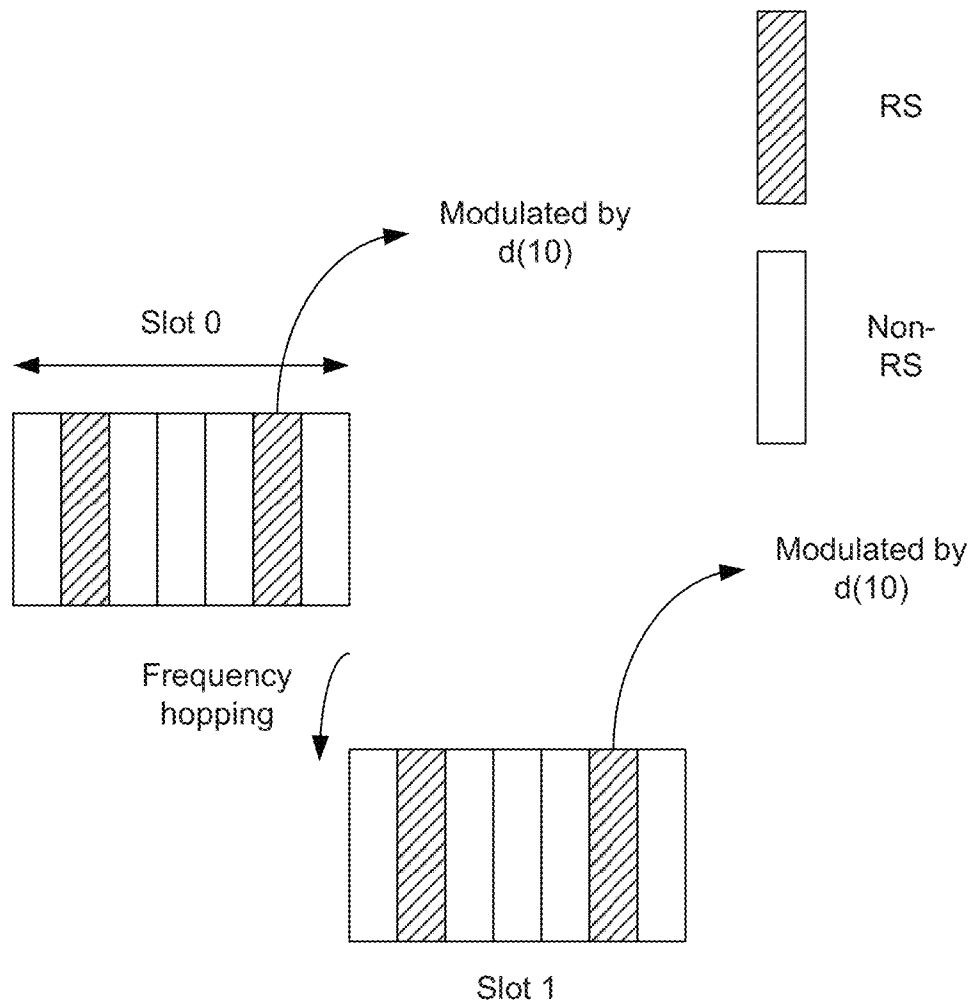 RS
Modulated by
d(10)
Slot 0
Non-
RS
Modulated by
d(10)
Frequency
hopping
Slot 1